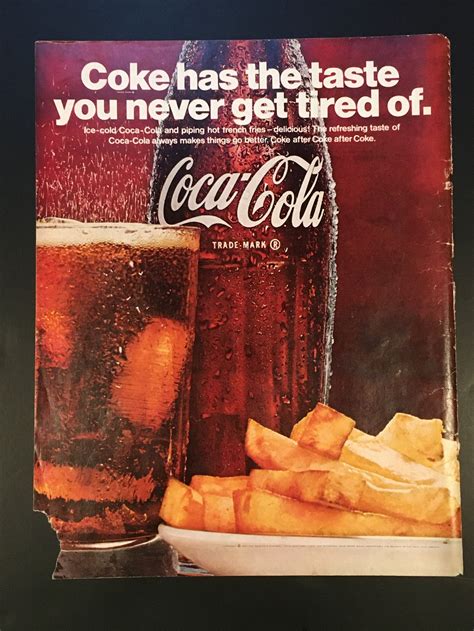 Coke has the taste
you never get tired of.
Ice-cold Coca-Cola and piping hot french fries—delicious! The refreshing taste of
Coca-Cola always makes things go better. Coke after Coke after Coke.
Coca-Cola
TRADE-MARK ®